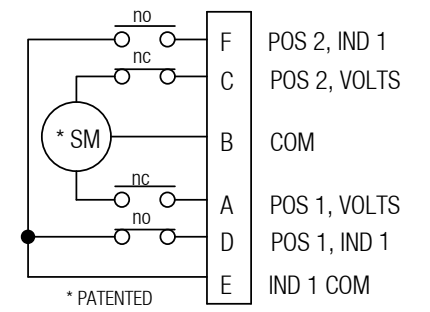 no
F POS 2, IND 1
nc
C POS 2, VOLTS
* SM B COM
nc
A POS 1, VOLTS
no
D POS 1, IND 1
E IND 1 COM
* PATENTED